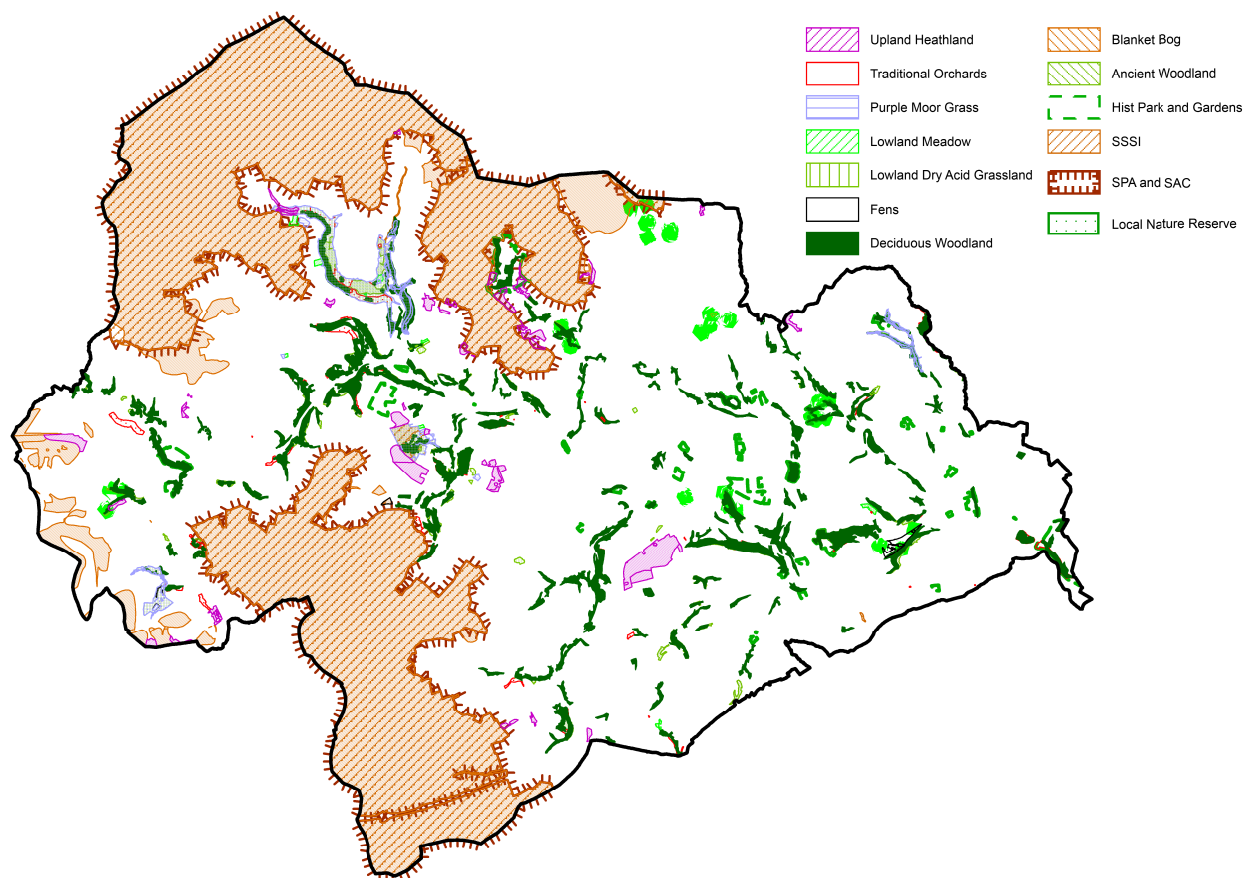 Upland Heathland
Traditional Orchards
Purple Moor Grass
Lowland Meadow
Lowland Dry Acid Grassland
Fens
Deciduous Woodland
Blanket Bog
Ancient Woodland
Hist Park and Gardens
SSSI
SPA and SAC
Local Nature Reserve